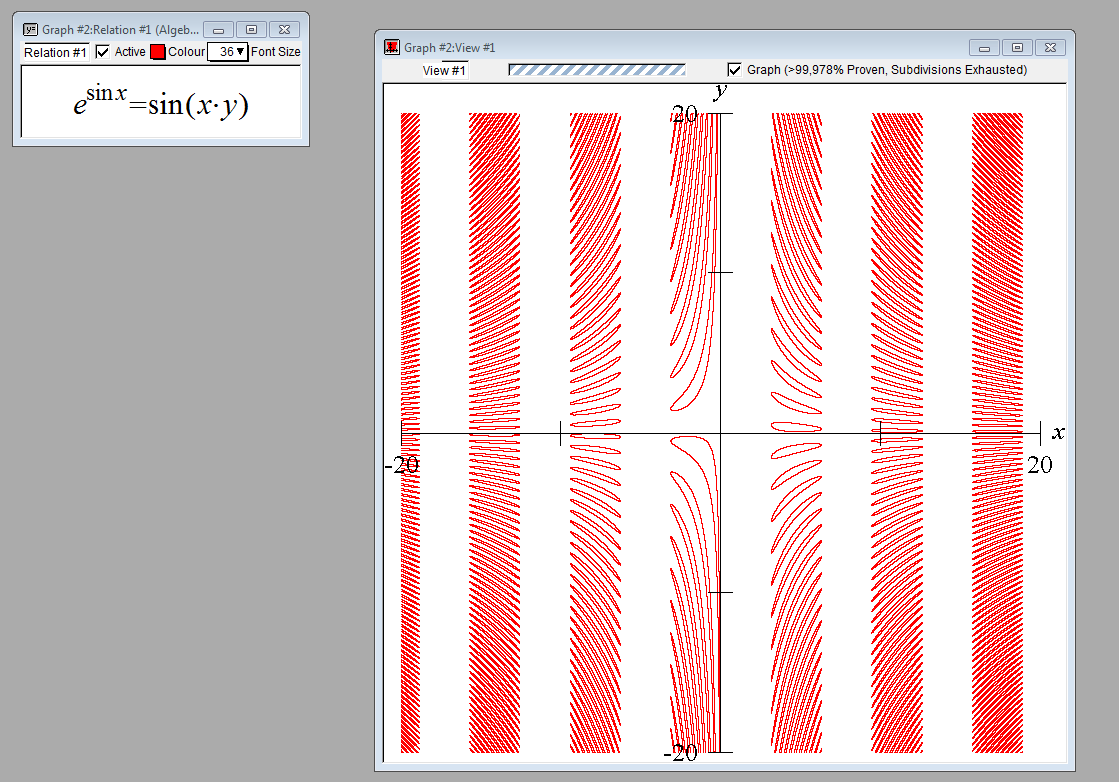 Graph #2:Relation #1 (Algeb...
Relation #1 Active Colour 36 Font Size
e^sin x=sin(x·y)
Graph #2:View #1
View #1 Graph (>99,978% Proven, Subdivisions Exhausted)
y
20
x
-20 20
-20